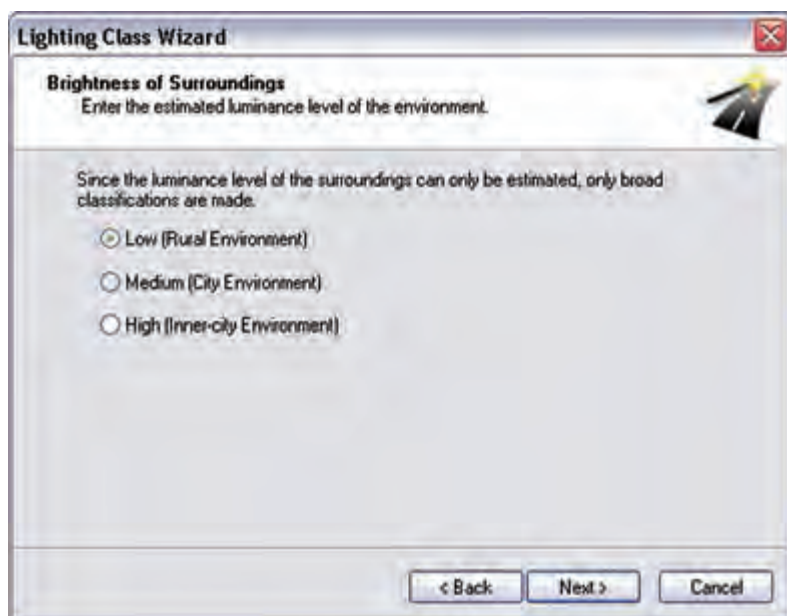 Lighting Class Wizard
Brightness of Surroundings
Enter the estimated luminance level of the environment.
Since the luminance level of the surroundings can only be estimated, only broad
classifications are made.
Low (Rural Environment)
Medium (City Environment)
High (Inner-city Environment)
< Back
Next >
Cancel